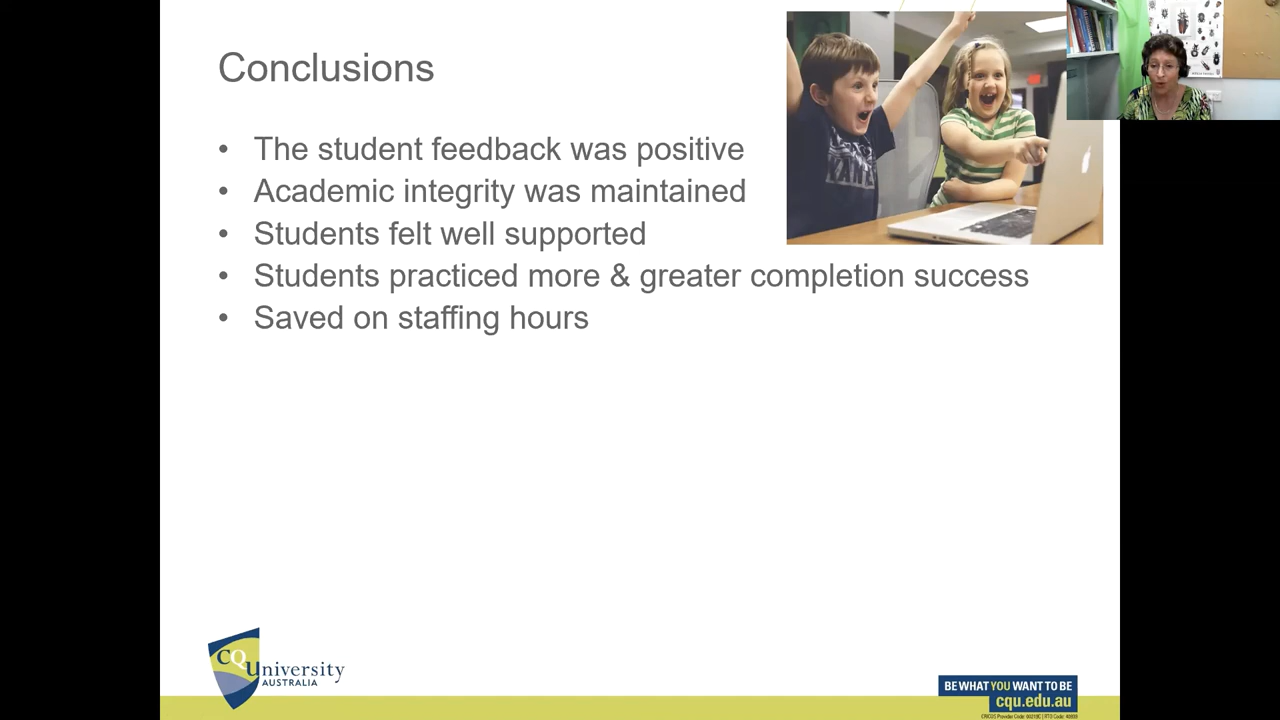 Conclusions
• The student feedback was positive
• Academic integrity was maintained
• Students felt well supported
• Students practiced more & greater completion success
• Saved on staffing hours
CQUniversity
AUSTRALIA
BE WHAT YOU WANT TO BE
cqu.edu.au